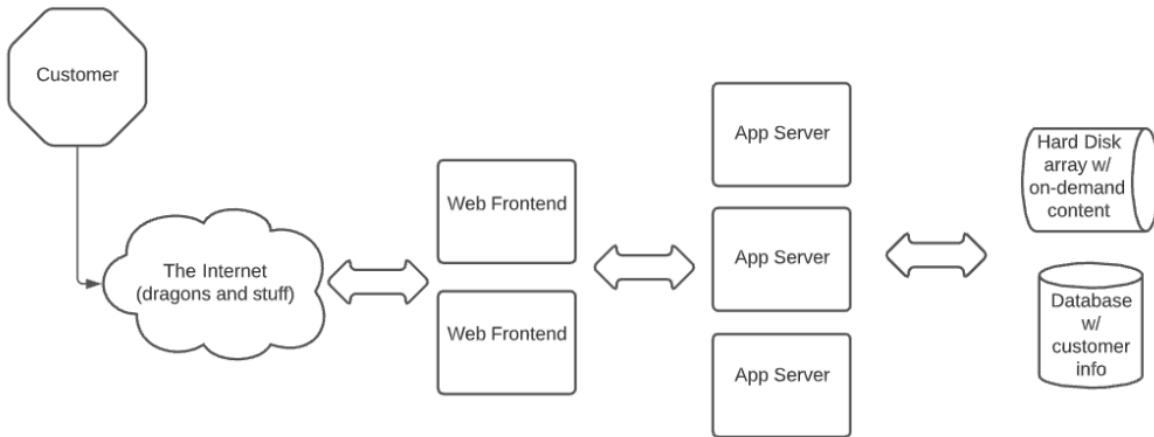 Customer
The Internet
(dragons and stuff)
Web Frontend
Web Frontend
App Server
App Server
App Server
Hard Disk
array w/
on-demand
content
Database
w/
customer
info